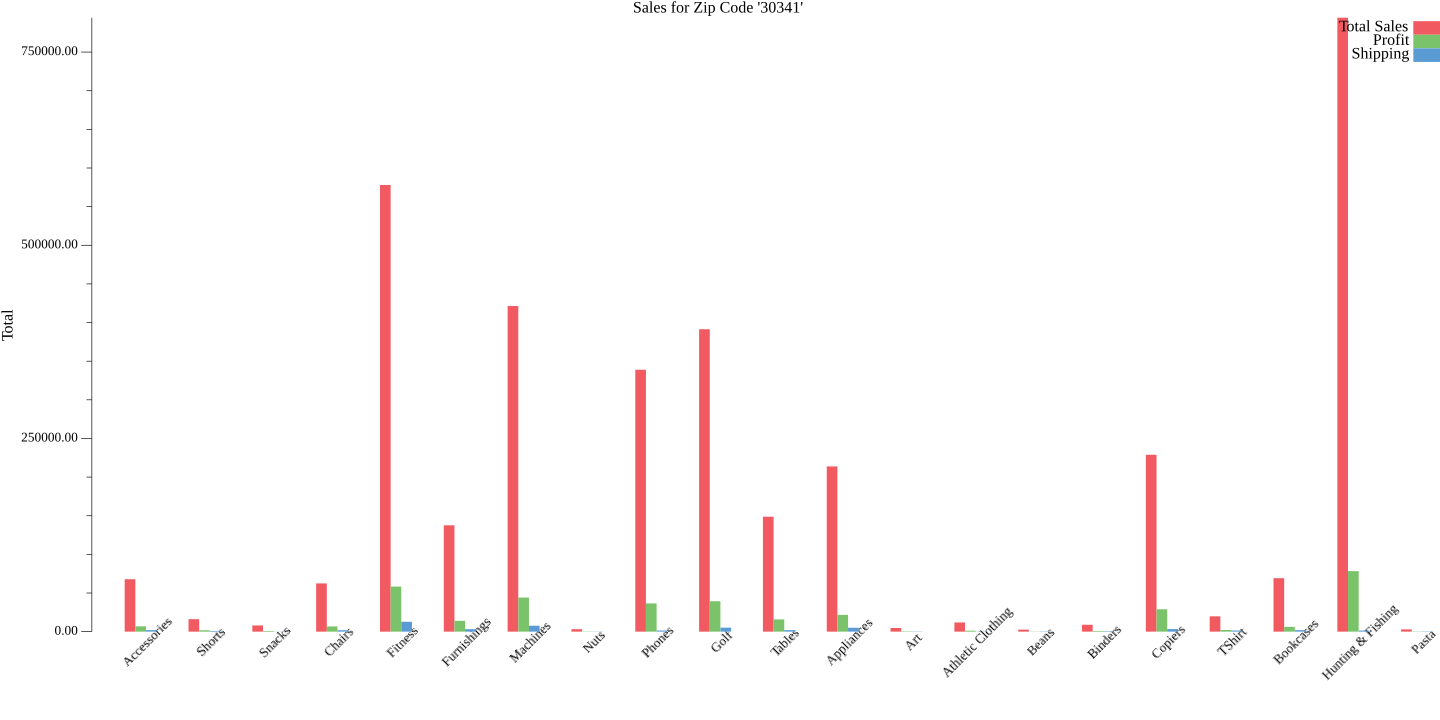 Sales for Zip Code '30341'
Total Sales
Profit
Shipping
750000.00
500000.00
250000.00
0.00
Total
Accessories
Shorts
Snacks
Chairs
Fitness
Furnishings
Machines
Nuts
Phones
Golf
Tables
Appliances
Art
Athletic Clothing
Beans
Binders
Copiers
TShirt
Bookcases
Hunting & Fishing
Pasta